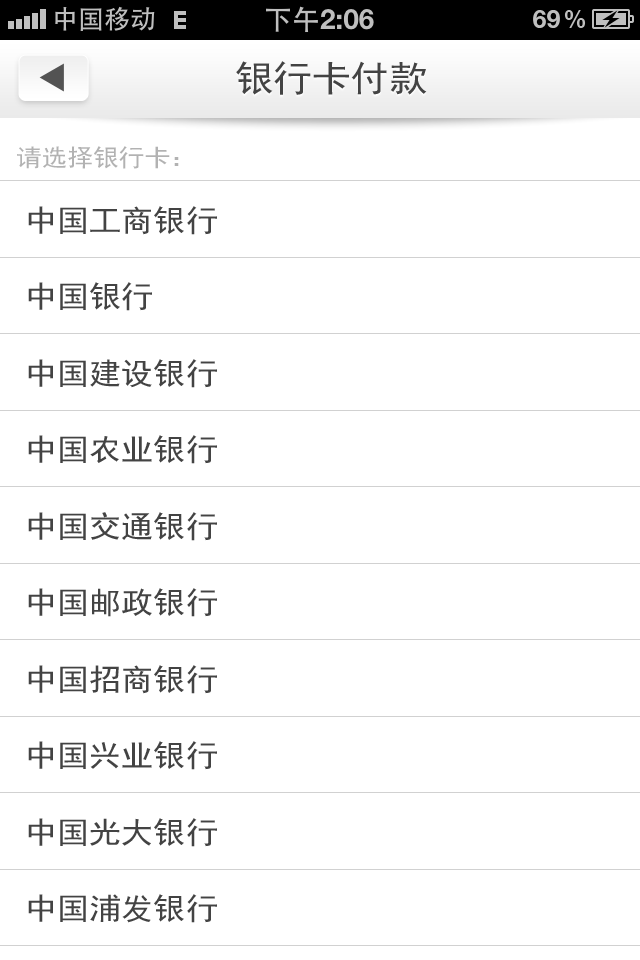 中国移动 E 下午2:06 69%
银行卡付款
请选择银行卡：
中国工商银行
中国银行
中国建设银行
中国农业银行
中国交通银行
中国邮政银行
中国招商银行
中国兴业银行
中国光大银行
中国浦发银行